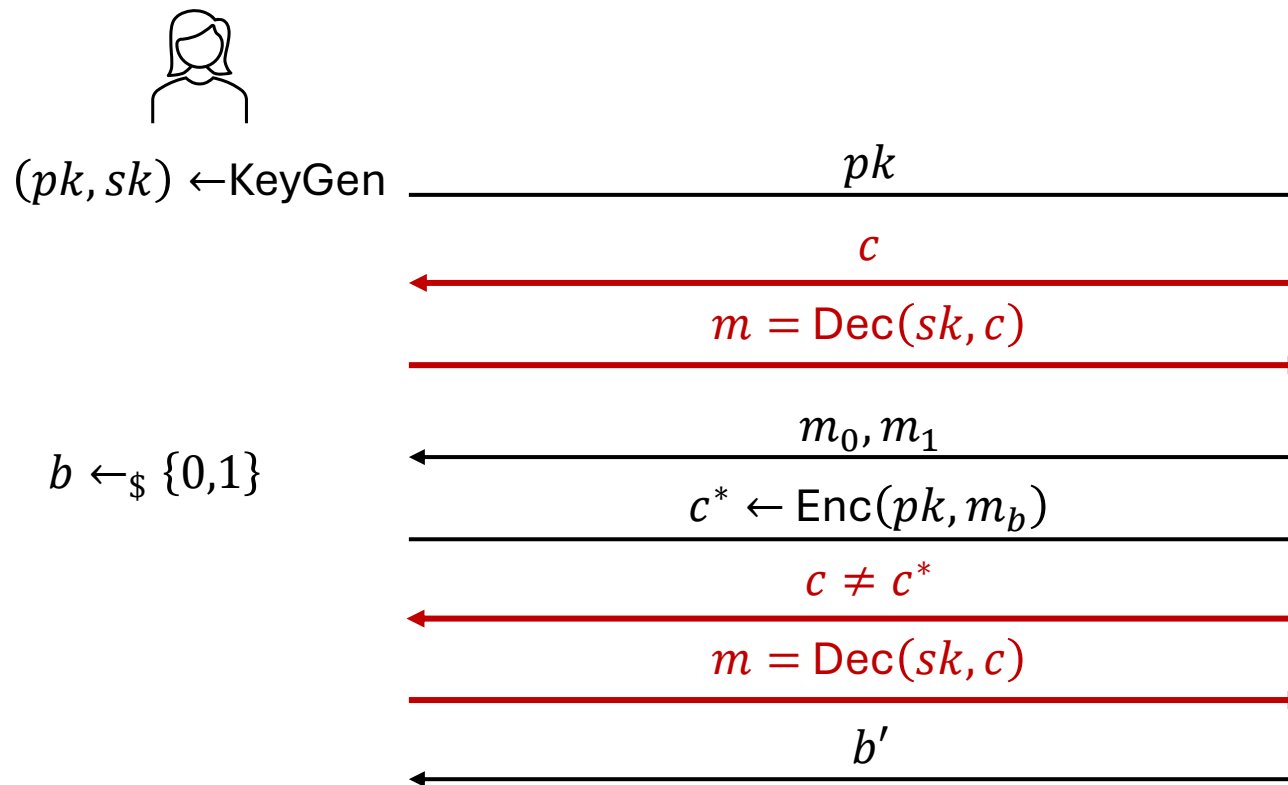 (pk, sk) ←KeyGen
pk
c
m = Dec(sk, c)
m₀, m₁
b ←$ {0,1}
c* ← Enc(pk, m_b)
c ≠ c*
m = Dec(sk, c)
b′